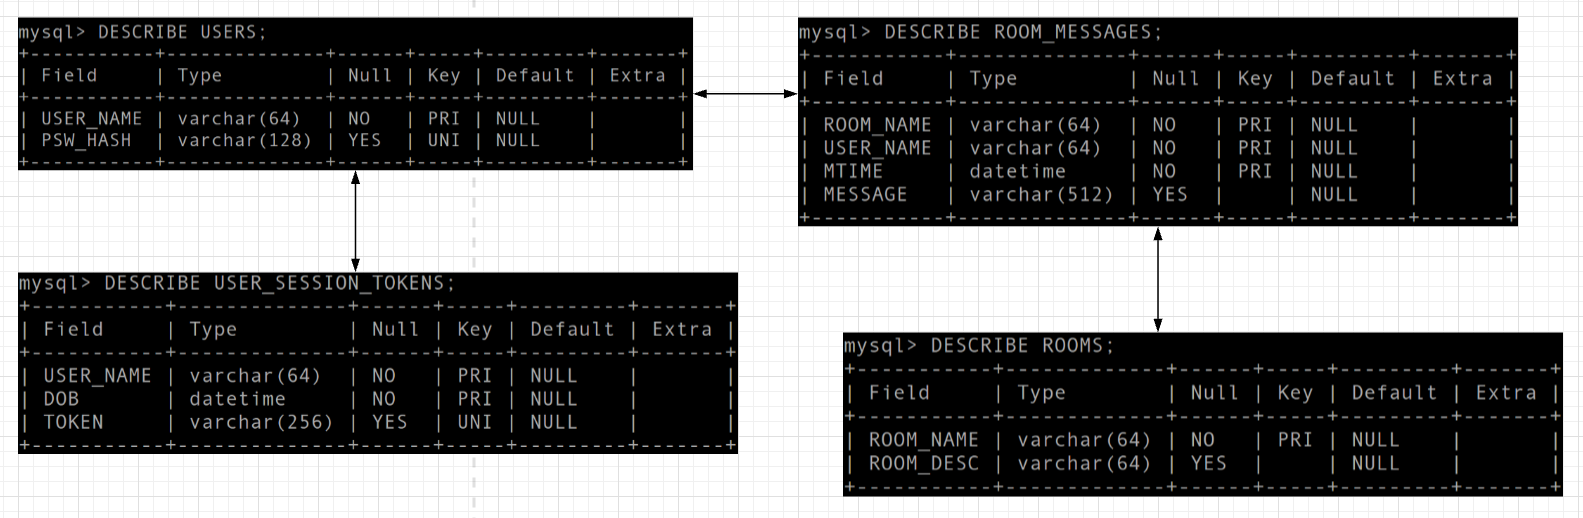 mysql> DESCRIBE USERS;
+-----------+--------------+------+-----+---------+-------+
| Field     | Type         | Null | Key | Default | Extra |
+-----------+--------------+------+-----+---------+-------+
| USER_NAME | varchar(64)  | NO   | PRI | NULL    |       |
| PSW_HASH  | varchar(128) | YES  | UNI | NULL    |       |
+-----------+--------------+------+-----+---------+-------+
mysql> DESCRIBE ROOM_MESSAGES;
+-----------+--------------+------+-----+---------+-------+
| Field     | Type         | Null | Key | Default | Extra |
+-----------+--------------+------+-----+---------+-------+
| ROOM_NAME | varchar(64)  | NO   | PRI | NULL    |       |
| USER_NAME | varchar(64)  | NO   | PRI | NULL    |       |
| MTIME     | datetime     | NO   | PRI | NULL    |       |
| MESSAGE   | varchar(512) | YES  |     | NULL    |       |
+-----------+--------------+------+-----+---------+-------+
mysql> DESCRIBE USER_SESSION_TOKENS;
+-----------+--------------+------+-----+---------+-------+
| Field     | Type         | Null | Key | Default | Extra |
+-----------+--------------+------+-----+---------+-------+
| USER_NAME | varchar(64)  | NO   | PRI | NULL    |       |
| DOB       | datetime     | NO   | PRI | NULL    |       |
| TOKEN     | varchar(256) | YES  | UNI | NULL    |       |
+-----------+--------------+------+-----+---------+-------+
mysql> DESCRIBE ROOMS;
+-----------+-------------+------+-----+---------+-------+
| Field     | Type        | Null | Key | Default | Extra |
+-----------+-------------+------+-----+---------+-------+
| ROOM_NAME | varchar(64) | NO   | PRI | NULL    |       |
| ROOM_DESC | varchar(64) | YES  |     | NULL    |       |
+-----------+-------------+------+-----+---------+-------+